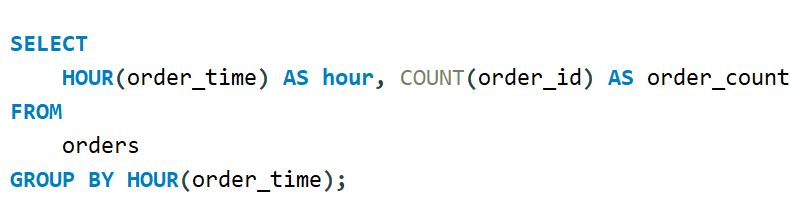 SELECT
    HOUR(order_time) AS hour, COUNT(order_id) AS order_count
FROM
    orders
GROUP BY HOUR(order_time);